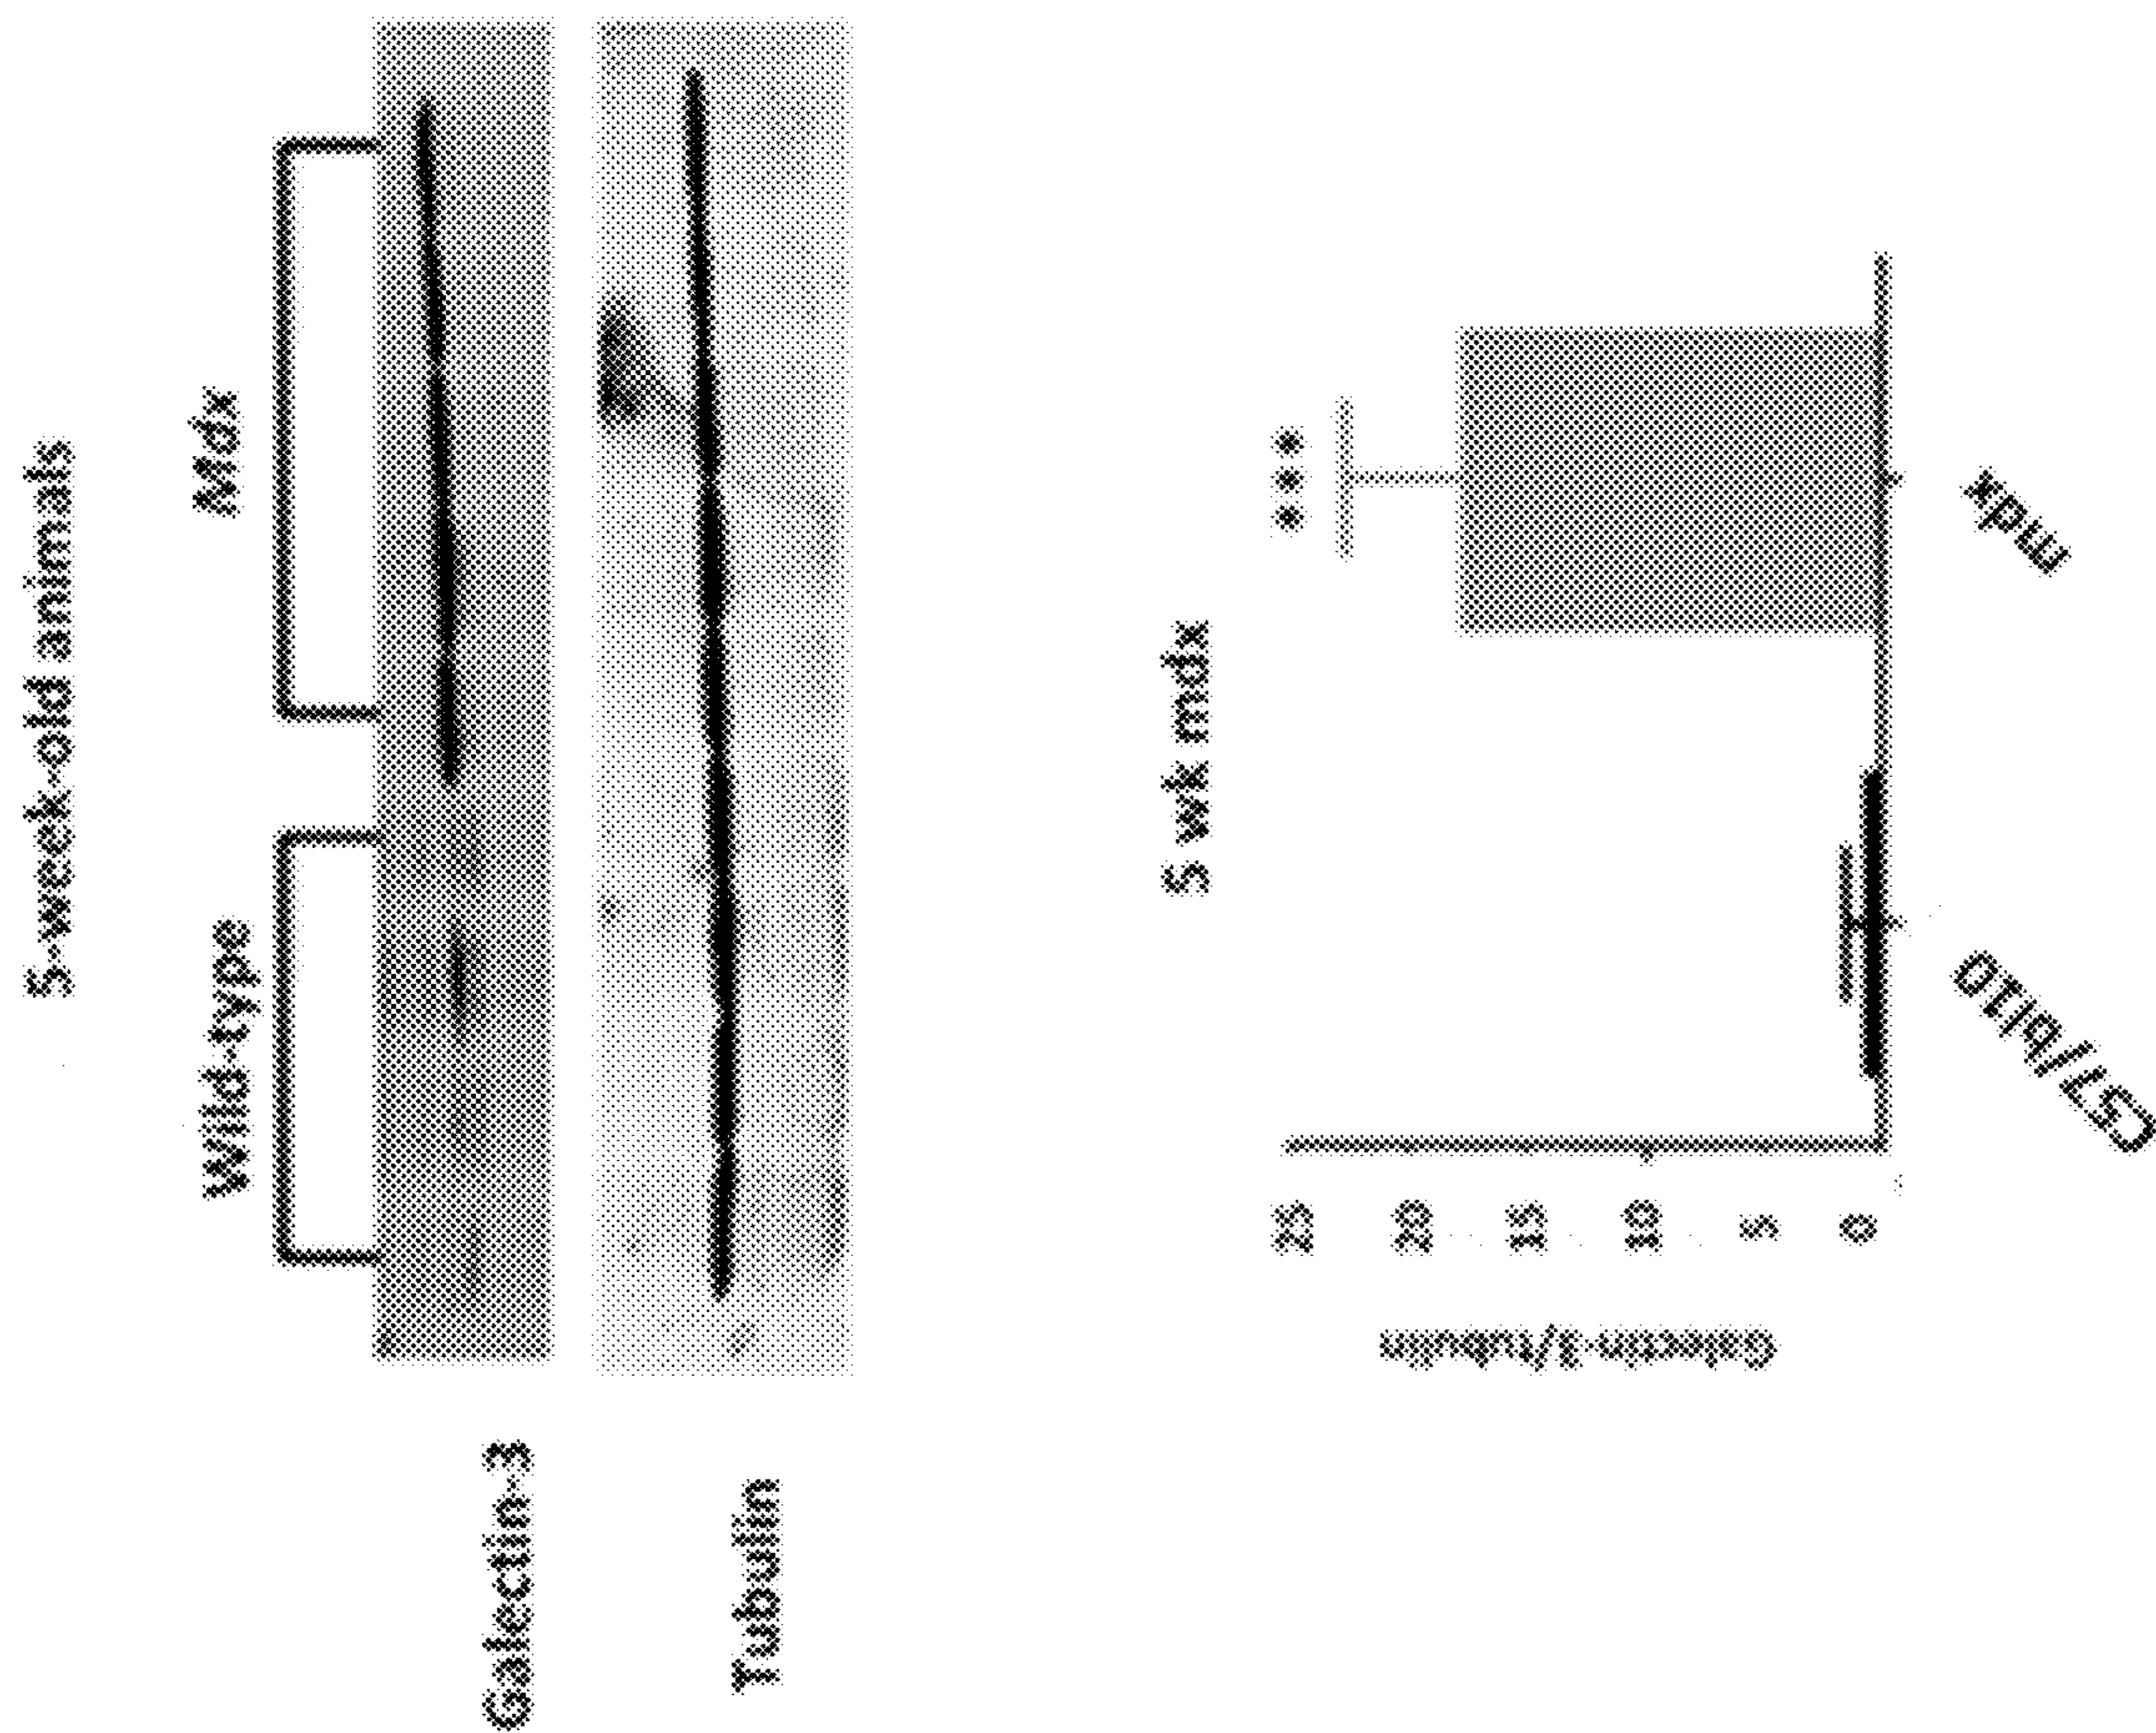 5-week-old animals
Wild-type Mdx
Galectin-3
Tubulin
5 wk mdx
***
Galectin-3/tubulin
25
20
15
10
5
0
C57/bl10 mdx